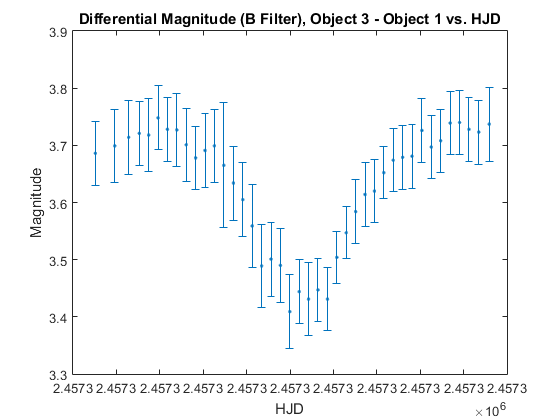 Differential Magnitude (B Filter), Object 3 - Object 1 vs. HJD
3.9
3.8
3.7
3.6
3.5
3.4
3.3
Magnitude
2.4573 2.4573 2.4573 2.4573 2.4573 2.4573 2.4573 2.4573 2.4573 2.4573 2.4573
HJD
×10⁶